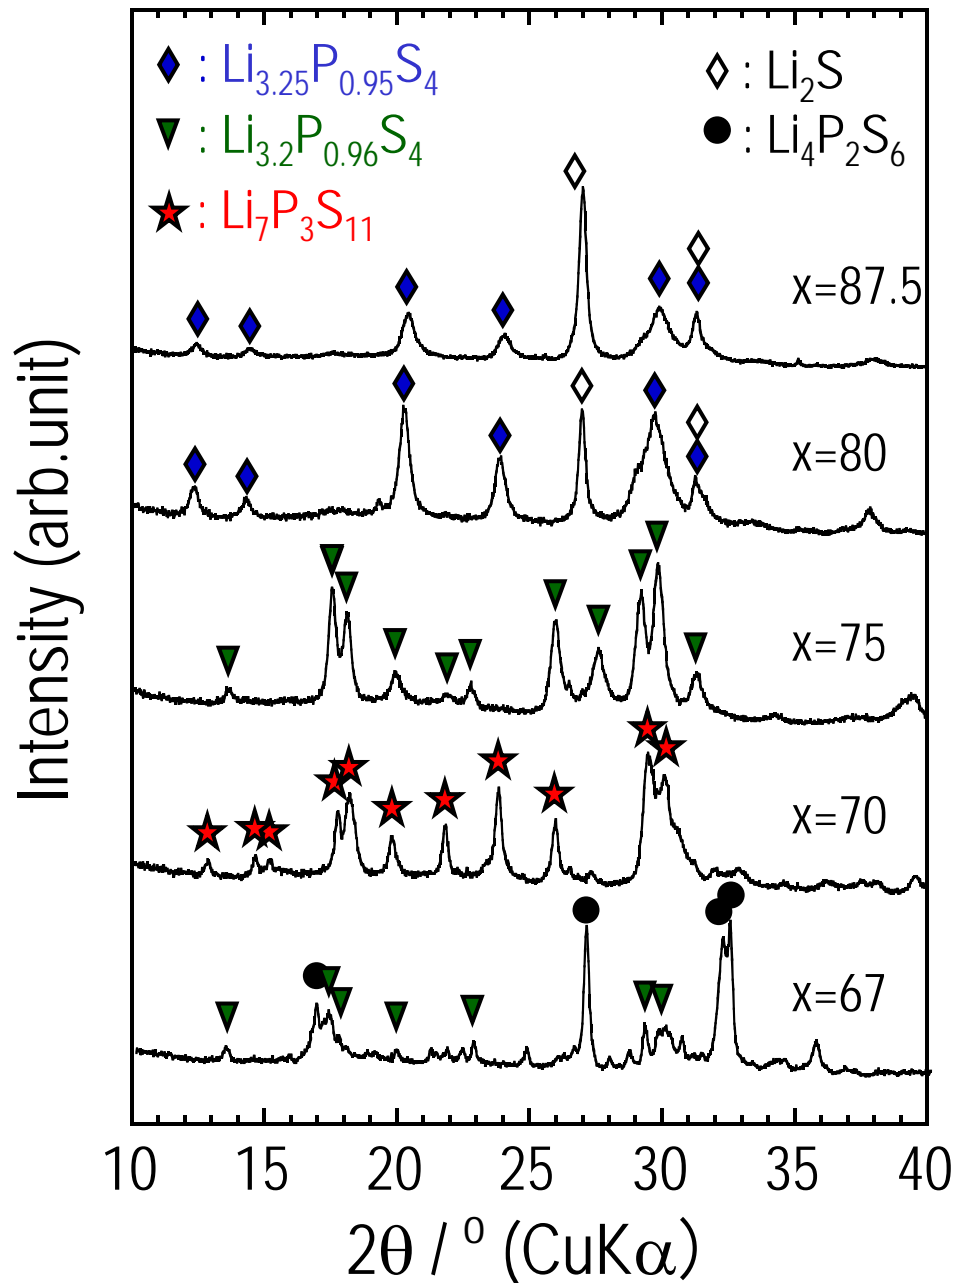 : Li3.25P0.95S4
: Li2S
: Li3.2P0.96S4
: Li4P2S6
: Li7P3S11
x=87.5
x=80
x=75
x=70
x=67
Intensity (arb.unit)
10 15 20 25 30 35 40
2θ / ° (CuKα)